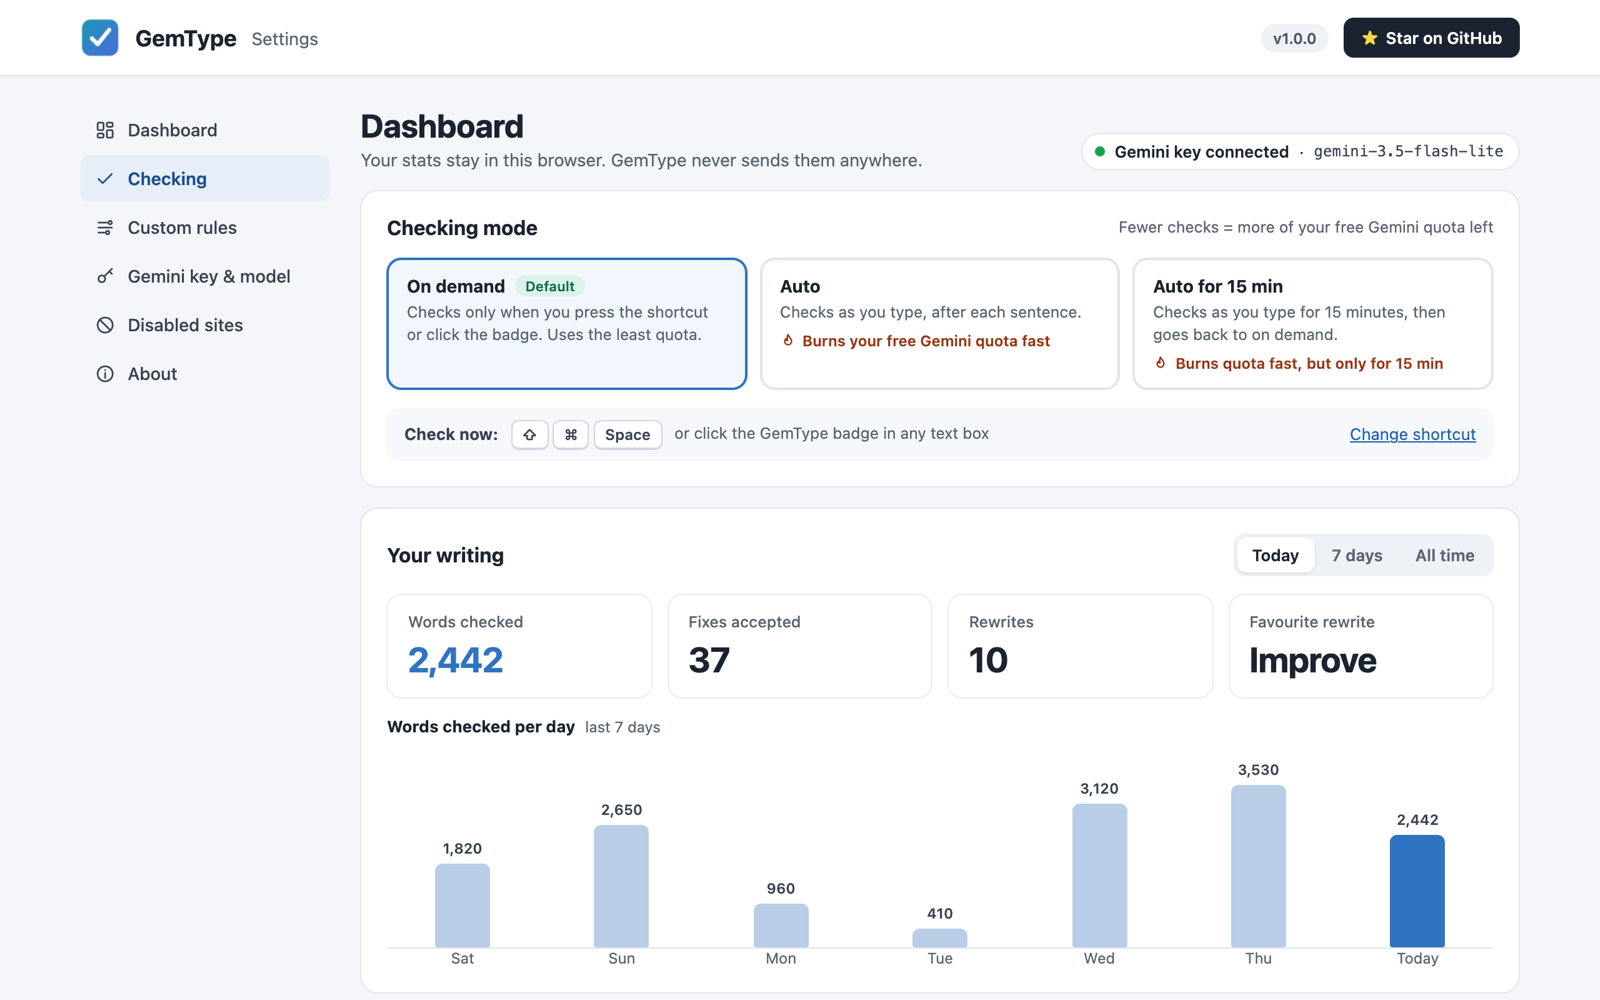 GemType Settings
v1.0.0
Star on GitHub
Dashboard
Checking
Custom rules
Gemini key & model
Disabled sites
About
Dashboard
Your stats stay in this browser. GemType never sends them anywhere.
Gemini key connected · gemini-3.5-flash-lite
Checking mode
Fewer checks = more of your free Gemini quota left
On demand Default
Checks only when you press the shortcut
or click the badge. Uses the least quota.
Auto
Checks as you type, after each sentence.
Burns your free Gemini quota fast
Auto for 15 min
Checks as you type for 15 minutes, then
goes back to on demand.
Burns quota fast, but only for 15 min
Check now: ⇧ ⌘ Space or click the GemType badge in any text box
Change shortcut
Your writing
Today 7 days All time
Words checked
2,442
Fixes accepted
37
Rewrites
10
Favourite rewrite
Improve
Words checked per day last 7 days
1,820 2,650 960 410 3,120 3,530 2,442
Sat Sun Mon Tue Wed Thu Today